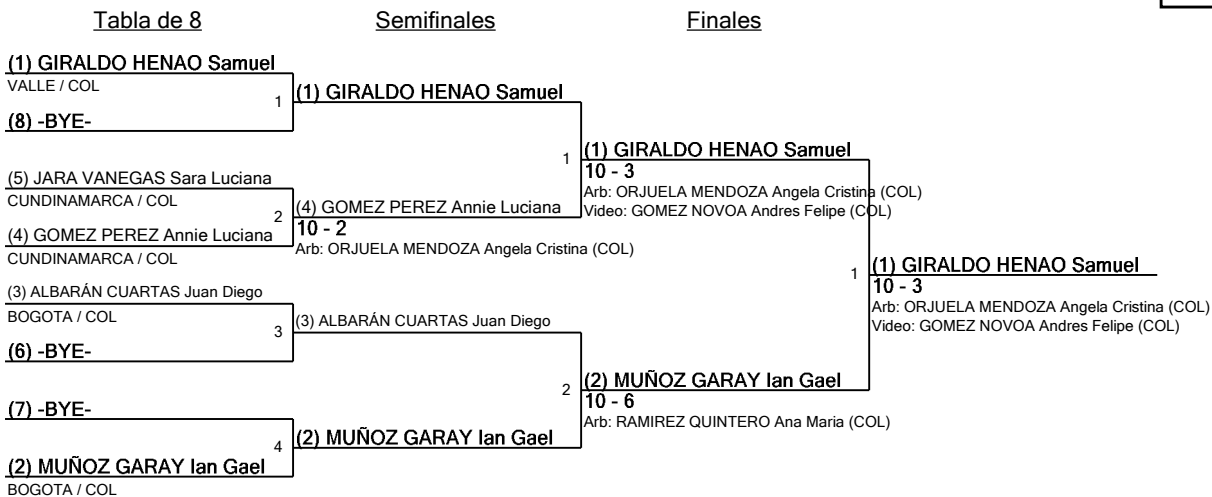 Tabla de 8
Semifinales
Finales
(1) GIRALDO HENAO Samuel
VALLE / COL
1
(8) -BYE-
(5) JARA VANEGAS Sara Luciana
CUNDINAMARCA / COL
2
(4) GOMEZ PEREZ Annie Luciana
CUNDINAMARCA / COL
(3) ALBARÁN CUARTAS Juan Diego
BOGOTA / COL
3
(6) -BYE-
(7) -BYE-
4
(2) MUÑOZ GARAY Ian Gael
BOGOTA / COL
(1) GIRALDO HENAO Samuel
1
(4) GOMEZ PEREZ Annie Luciana
10 - 2
Arb: ORJUELA MENDOZA Angela Cristina (COL)
(3) ALBARÁN CUARTAS Juan Diego
2
(2) MUÑOZ GARAY Ian Gael
(1) GIRALDO HENAO Samuel
10 - 3
Arb: ORJUELA MENDOZA Angela Cristina (COL)
Video: GOMEZ NOVOA Andres Felipe (COL)
1
(2) MUÑOZ GARAY Ian Gael
10 - 6
Arb: RAMIREZ QUINTERO Ana Maria (COL)
(1) GIRALDO HENAO Samuel
10 - 3
Arb: ORJUELA MENDOZA Angela Cristina (COL)
Video: GOMEZ NOVOA Andres Felipe (COL)